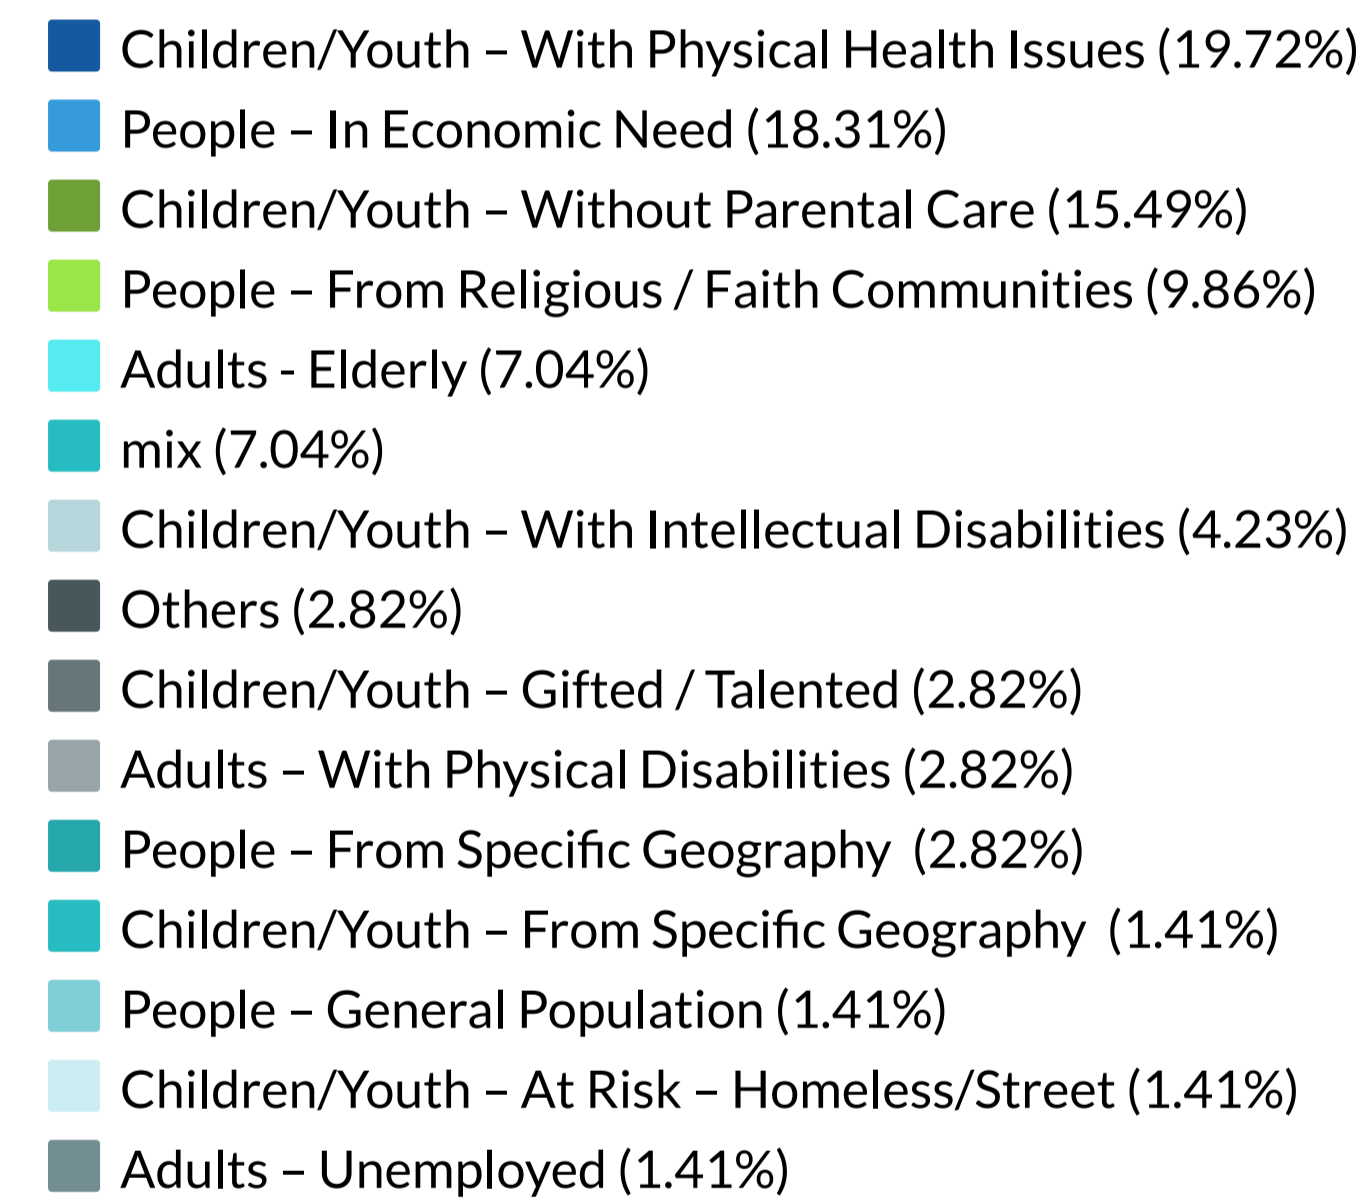 Children/Youth – With Physical Health Issues (19.72%)
People – In Economic Need (18.31%)
Children/Youth – Without Parental Care (15.49%)
People – From Religious / Faith Communities (9.86%)
Adults - Elderly (7.04%)
mix (7.04%)
Children/Youth – With Intellectual Disabilities (4.23%)
Others (2.82%)
Children/Youth – Gifted / Talented (2.82%)
Adults – With Physical Disabilities (2.82%)
People – From Specific Geography  (2.82%)
Children/Youth – From Specific Geography  (1.41%)
People – General Population (1.41%)
Children/Youth – At Risk – Homeless/Street (1.41%)
Adults – Unemployed (1.41%)